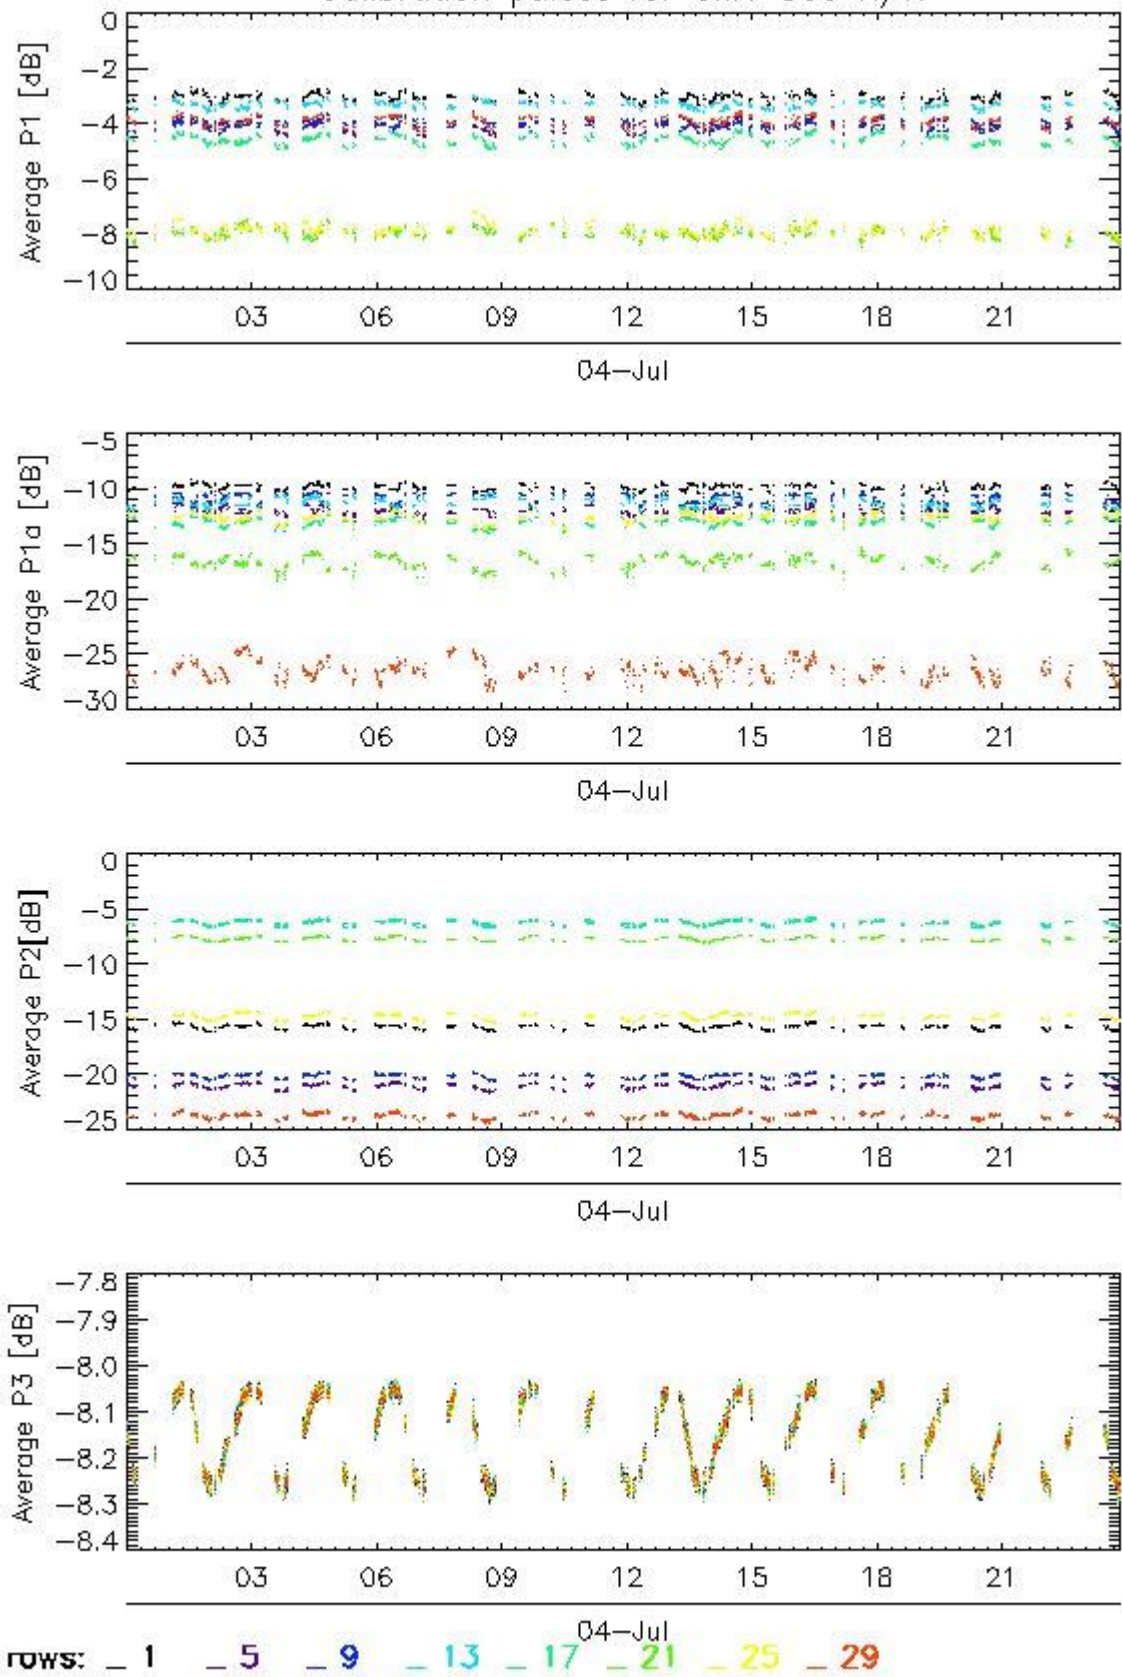 0
−2
−4
−6
−8
−10
Average P1 [dB]
03 06 09 12 15 18 21
04−Jul
−5
−10
−15
−20
−25
−30
Average P1a [dB]
03 06 09 12 15 18 21
04−Jul
0
−5
−10
−15
−20
−25
Average P2[dB]
03 06 09 12 15 18 21
04−Jul
−7.8
−7.9
−8.0
−8.1
−8.2
−8.3
−8.4
Average P3 [dB]
03 06 09 12 15 18 21
04−Jul
rows: _ 1 _ 5 _ 9 _ 13 _ 17 _ 21 _ 25 _ 29